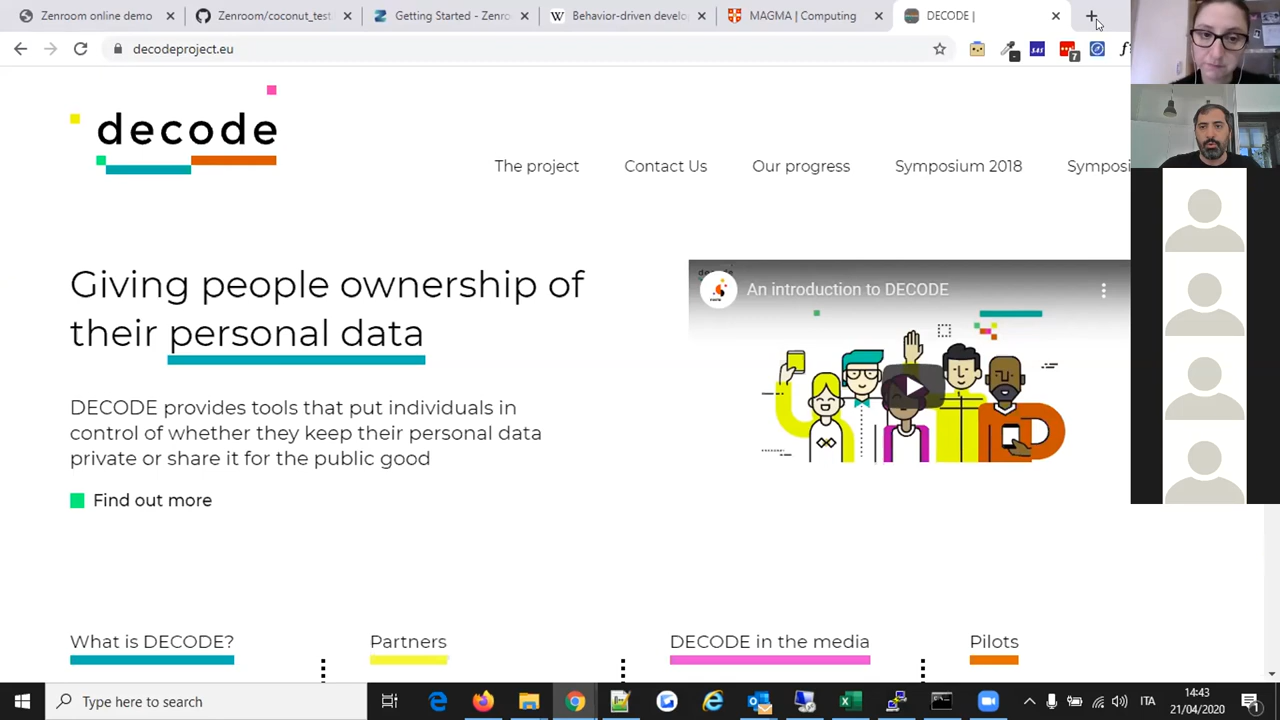 Zenroom online demo
Zenroom/coconut_test
Getting Started - Zenro
Behavior-driven develo
MAGMA | Computing
DECODE |
decodeproject.eu
7
decode
The project
Contact Us
Our progress
Symposium 2018
Symposi
Giving people ownership of
their personal data
An introduction to DECODE
DECODE provides tools that put individuals in
control of whether they keep their personal data
private or share it for the public good
Find out more
What is DECODE?
Partners
DECODE in the media
Pilots
Type here to search
ITA
14:43
21/04/2020
1